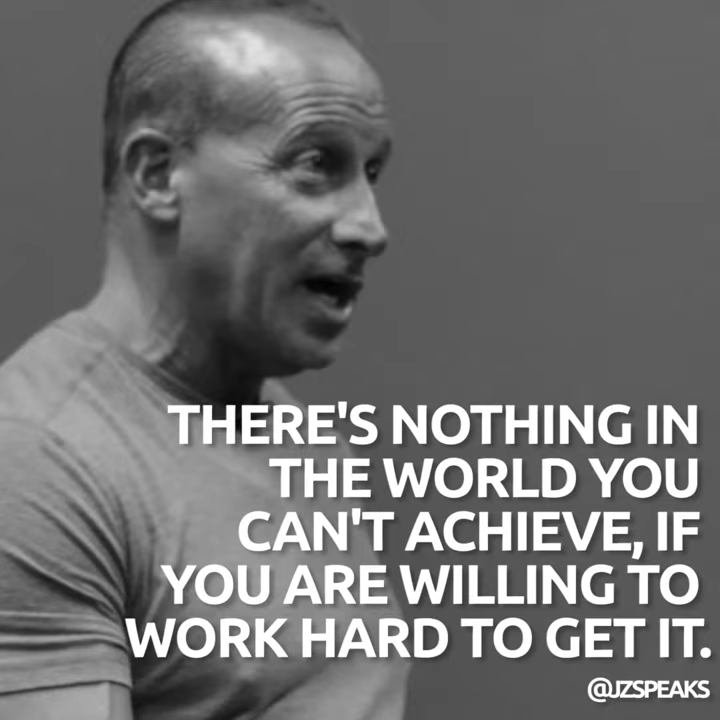 THERE'S NOTHING IN
THE WORLD YOU
CAN'T ACHIEVE, IF
YOU ARE WILLING TO
WORK HARD TO GET IT.
@JZSPEAKS